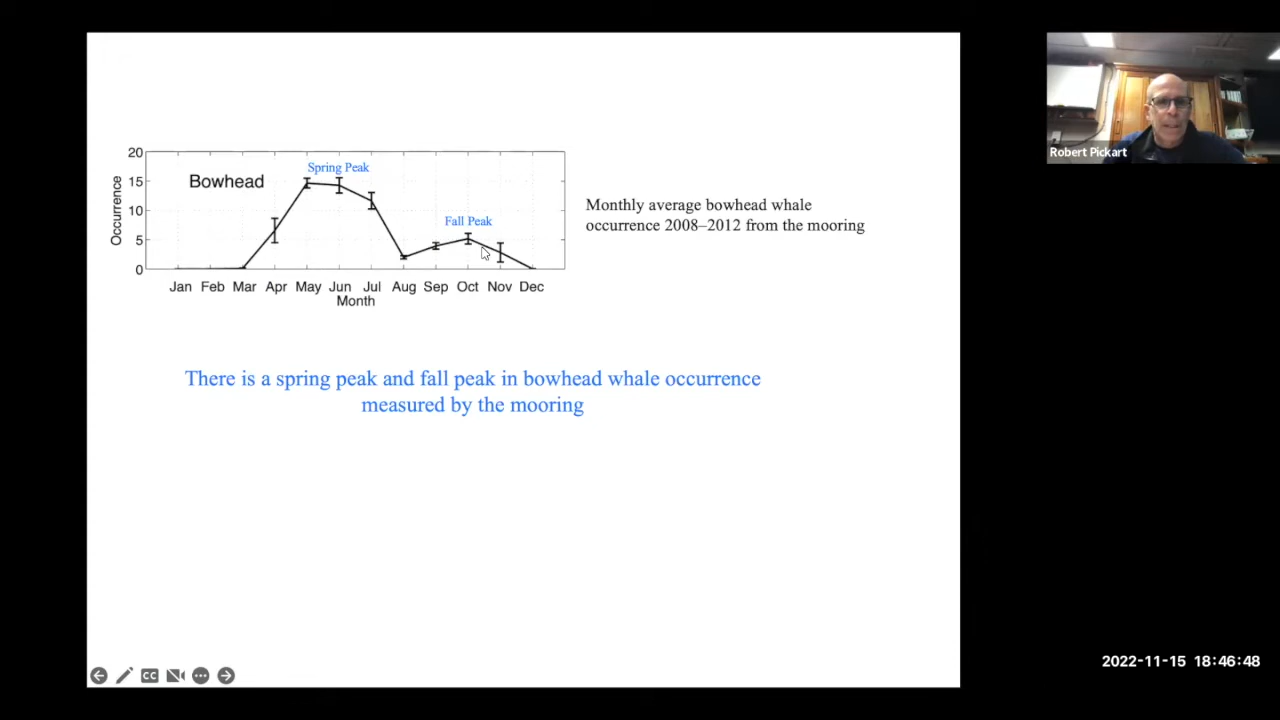 20
15
10
5
0
Occurrence
Bowhead
Spring Peak
Fall Peak
Jan Feb Mar Apr May Jun Jul Aug Sep Oct Nov Dec
Month
Monthly average bowhead whale
occurrence 2008–2012 from the mooring
There is a spring peak and fall peak in bowhead whale occurrence
measured by the mooring
CC
Robert Pickart
2022-11-15 18:46:48